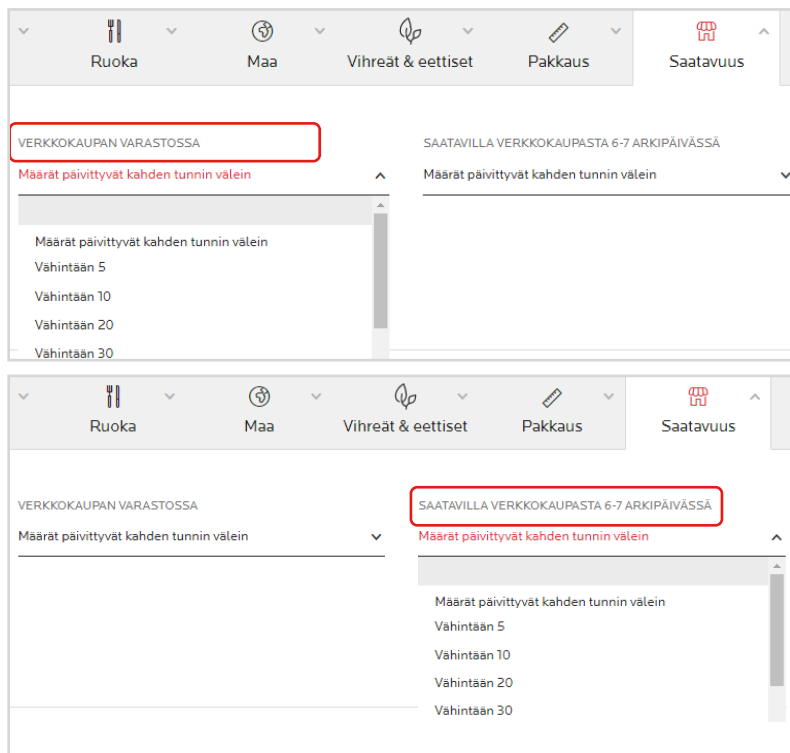 Ruoka Maa Vihreät & eettiset Pakkaus Saatavuus
VERKKOKAUPAN VARASTOSSA SAATAVILLA VERKKOKAUPASTA 6-7 ARKIPÄIVÄSSÄ
Määrät päivittyvät kahden tunnin välein Määrät päivittyvät kahden tunnin välein
Määrät päivittyvät kahden tunnin välein
Vähintään 5
Vähintään 10
Vähintään 20
Vähintään 30
Ruoka Maa Vihreät & eettiset Pakkaus Saatavuus
VERKKOKAUPAN VARASTOSSA SAATAVILLA VERKKOKAUPASTA 6-7 ARKIPÄIVÄSSÄ
Määrät päivittyvät kahden tunnin välein Määrät päivittyvät kahden tunnin välein
Määrät päivittyvät kahden tunnin välein
Vähintään 5
Vähintään 10
Vähintään 20
Vähintään 30